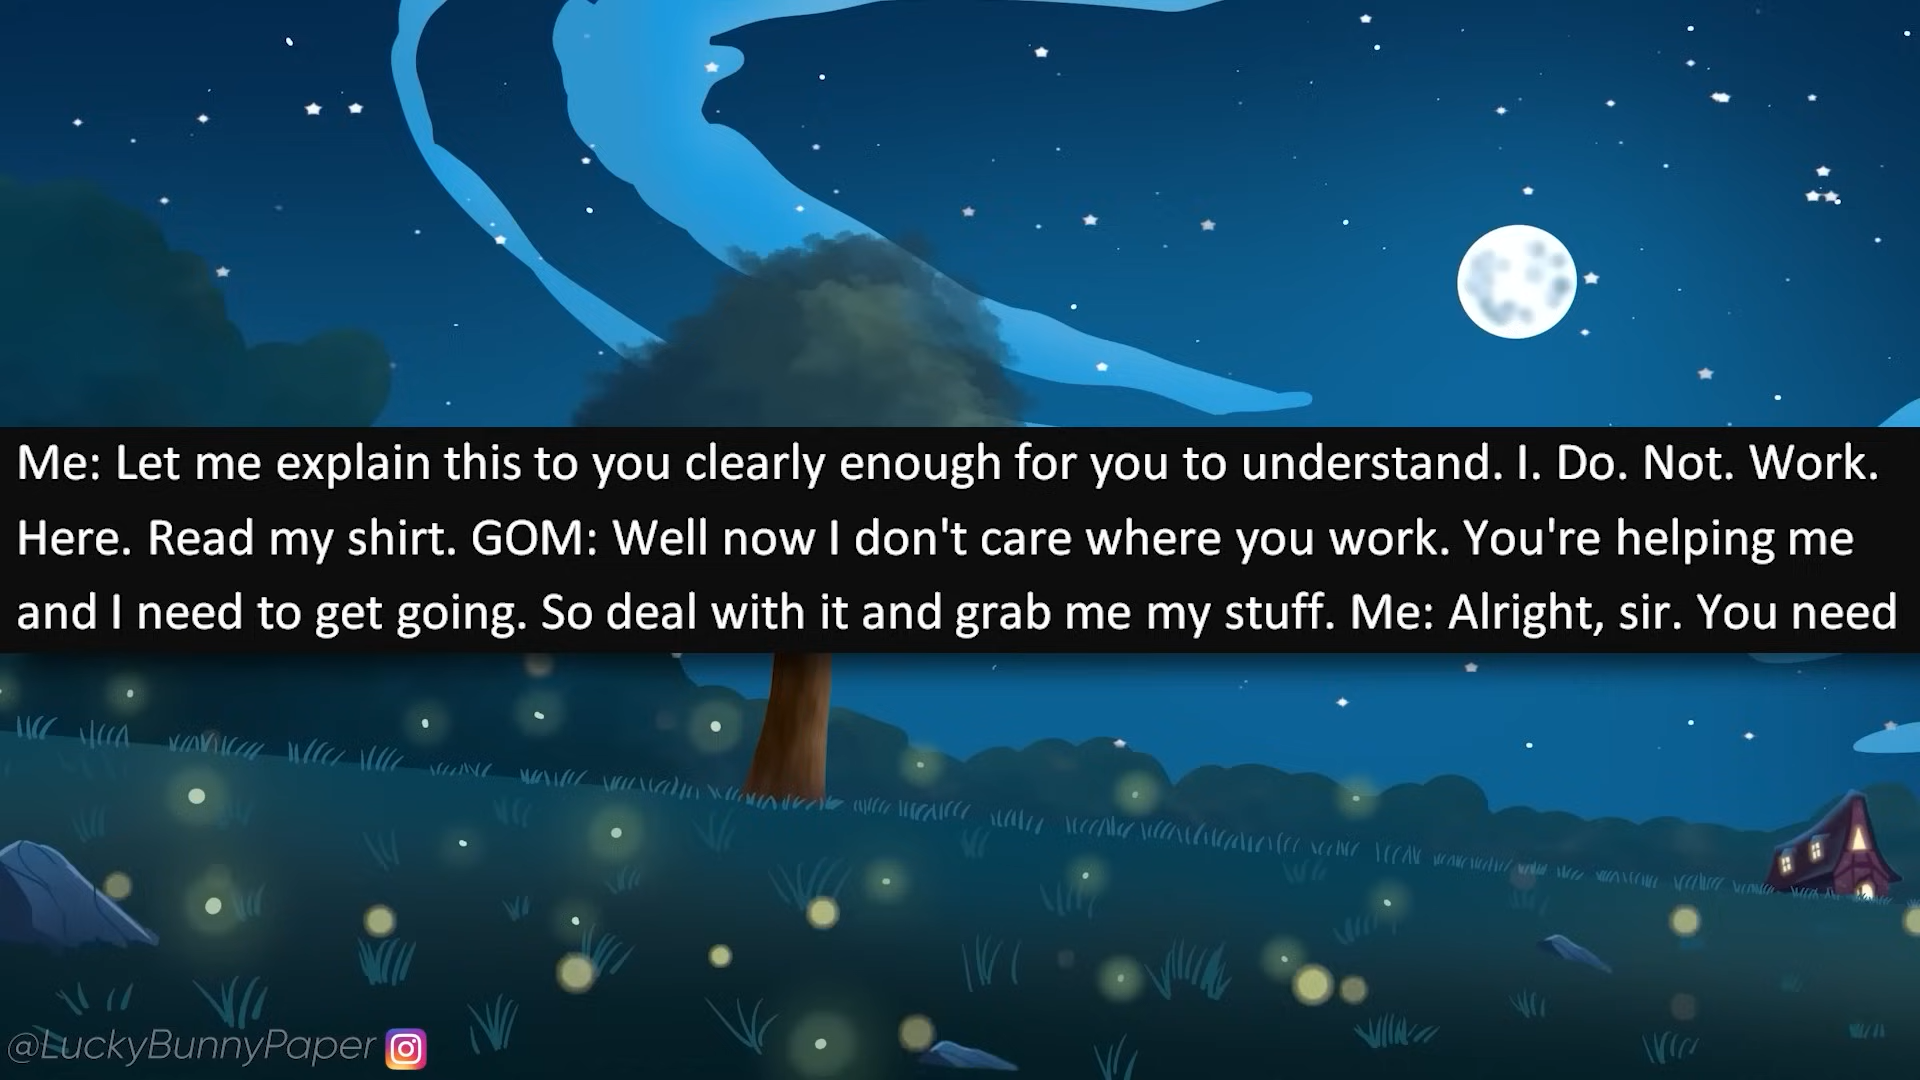 Me: Let me explain this to you clearly enough for you to understand. I. Do. Not. Work.
Here. Read my shirt. GOM: Well now I don't care where you work. You're helping me
and I need to get going. So deal with it and grab me my stuff. Me: Alright, sir. You need
@LuckyBunnyPaper